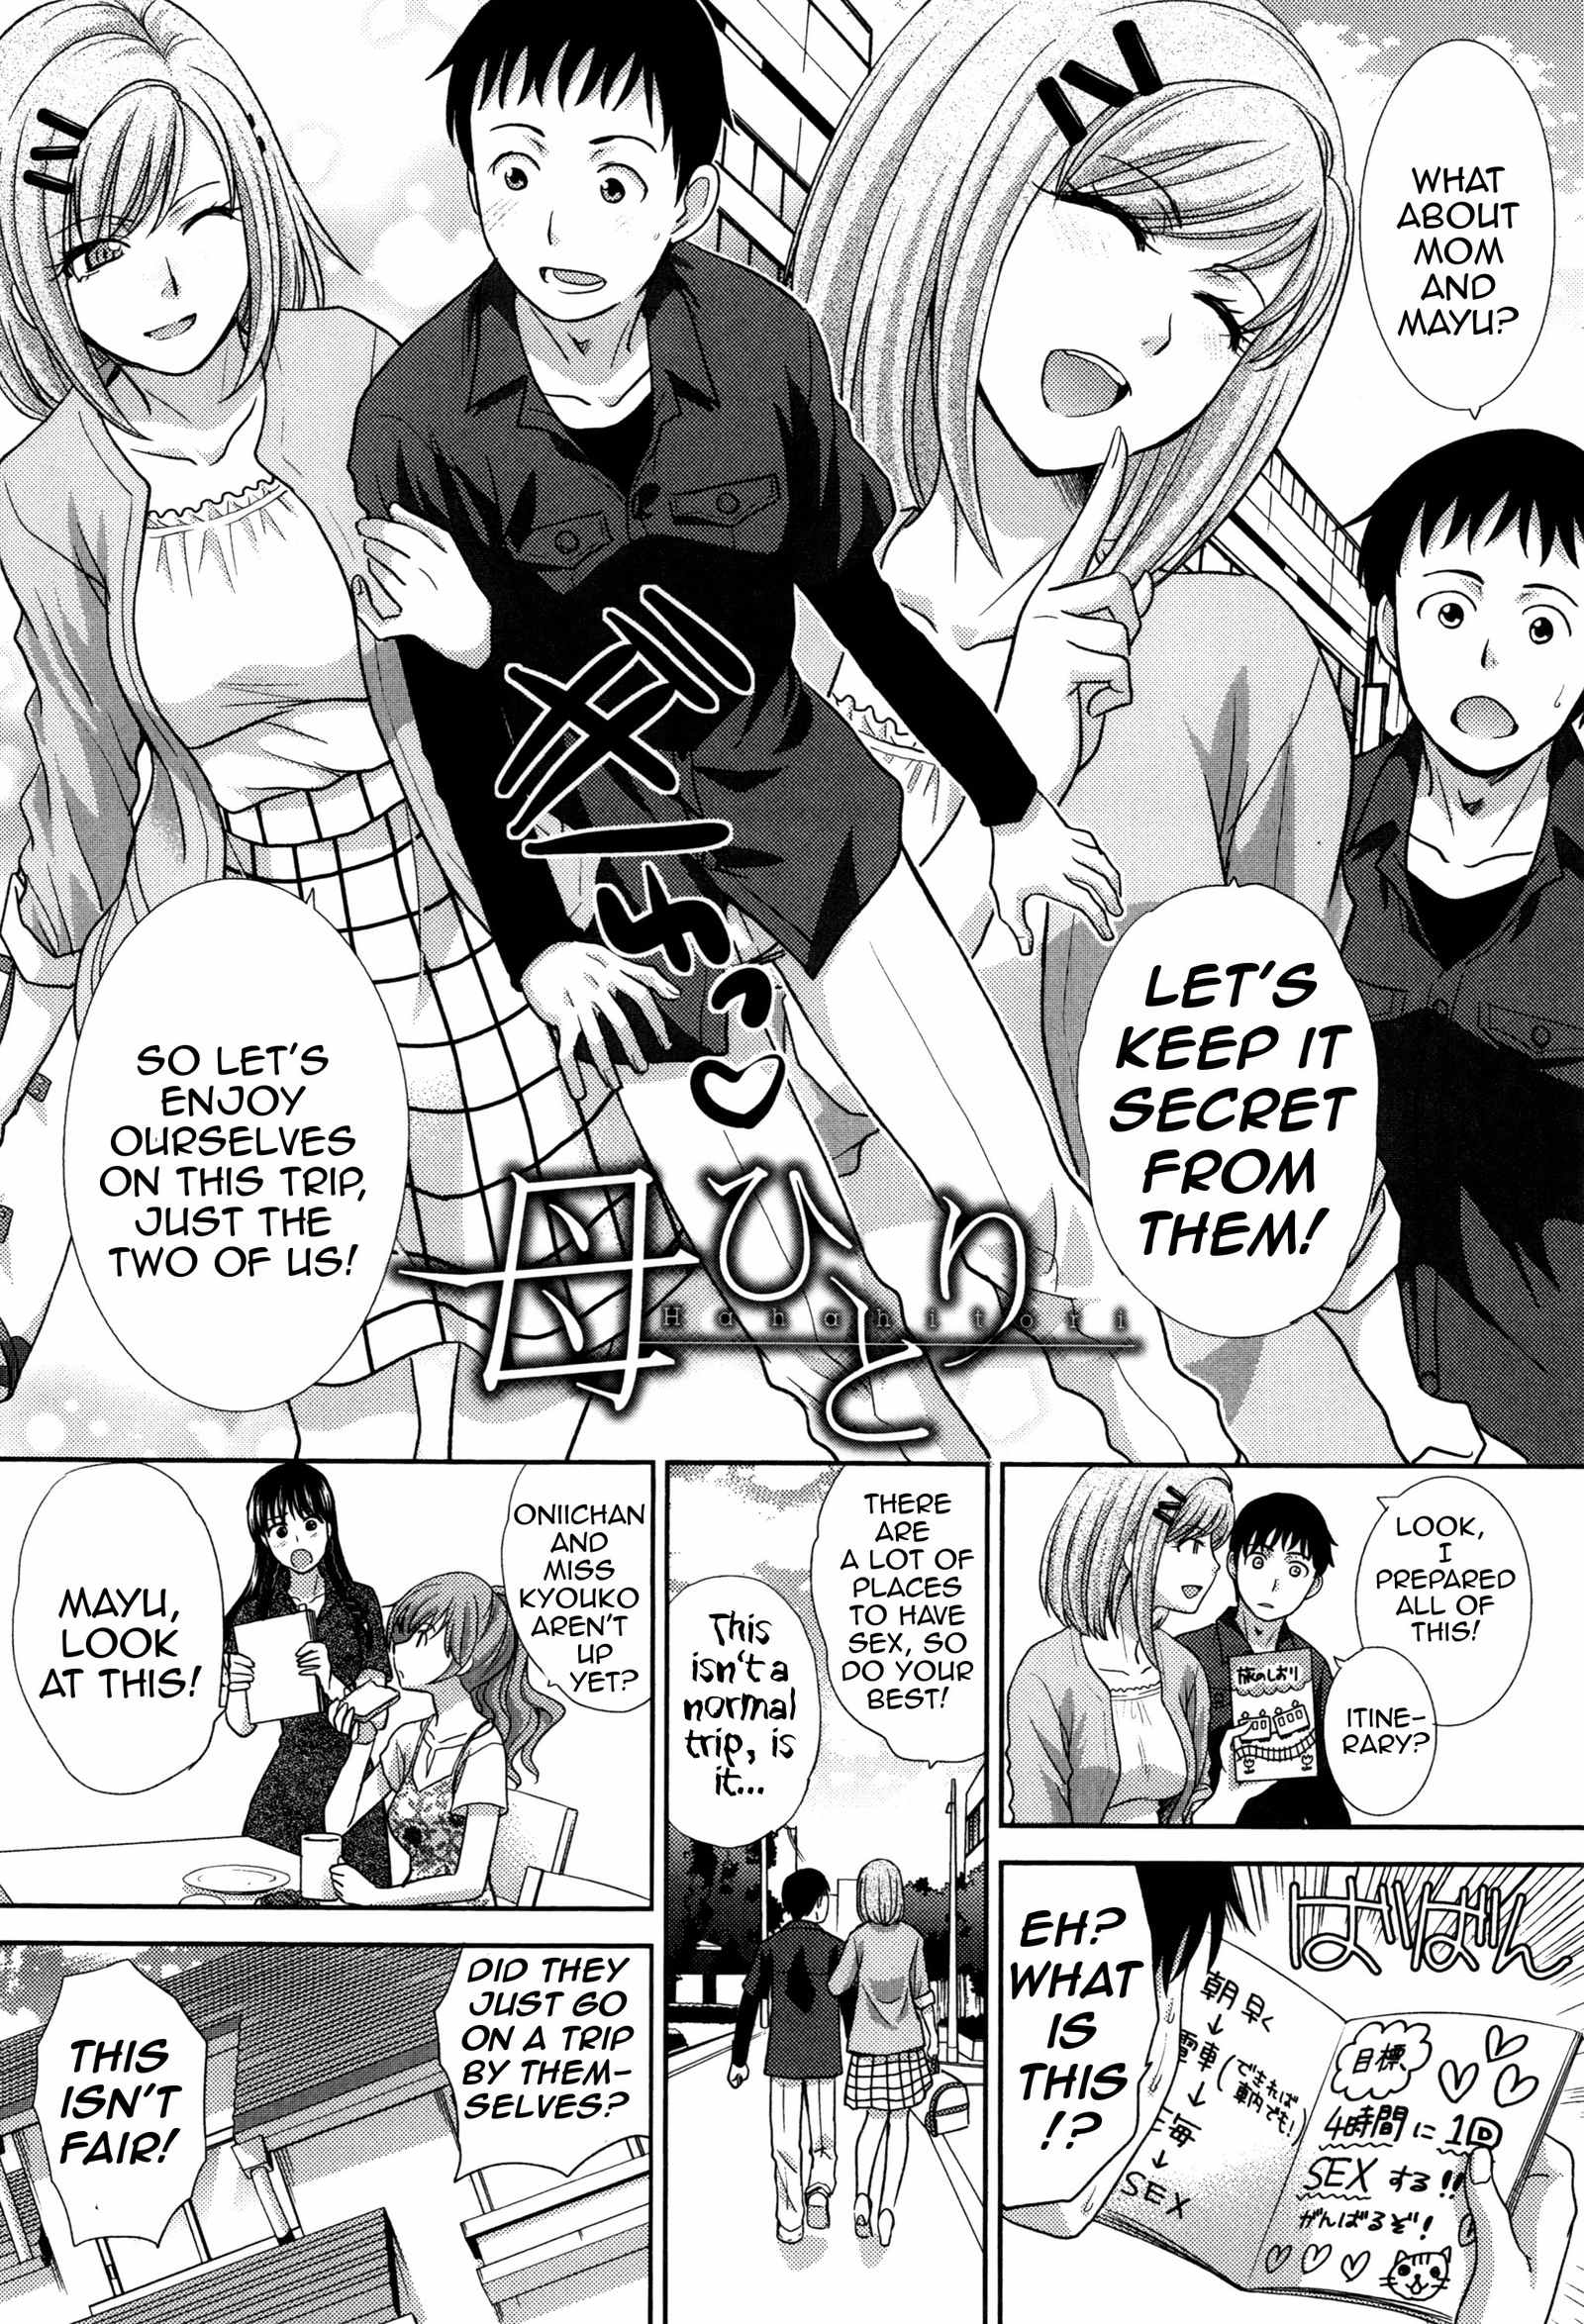 WHAT
ABOUT
MOM
AND
MAYU?
LET'S
KEEP IT
SECRET
FROM
THEM!
SO LET'S
ENJOY
OURSELVES
ON THIS TRIP,
JUST THE
TWO OF US!
母ひとり
Hahahitori
LOOK,
I
PREPARED
ALL OF
THIS!
旅のしおり
ITINE-
RARY?
EH?
WHAT
IS
THIS
!?
ばばん
朝早く
↓
電車(できれば
車内でも!)
↓
↓
SEX
目標
4時間に1回
SEXする!!
がんばるぞ!
THERE
ARE
A LOT OF
PLACES
TO HAVE
SEX, SO
DO YOUR
BEST!
This
isn't a
normal
trip, is
it...
ONIICHAN
AND
MISS
KYOUKO
AREN'T
UP
YET?
MAYU,
LOOK
AT THIS!
DID THEY
JUST GO
ON A TRIP
BY THEM-
SELVES?
THIS
ISN'T
FAIR!